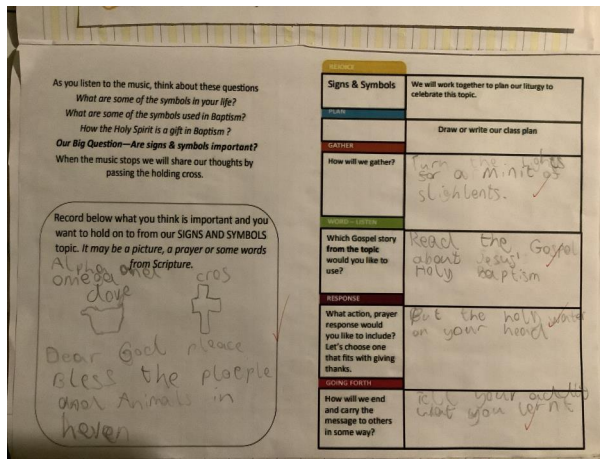 As you listen to the music, think about these questions
What are some of the symbols in your life?
What are some of the symbols used in Baptism?
How the Holy Spirit is a gift in Baptism ?
Our Big Question—Are signs & symbols important?
When the music stops we will share our thoughts by
passing the holding cross.
Record below what you think is important and you
want to hold on to from our SIGNS AND SYMBOLS
topic. It may be a picture, a prayer or some words
from Scripture.
Alpha and
omega
cros
dove
Dear God pleace
Bless the ploeple
and Animals in
heven
REJOICE
Signs & Symbols
We will work together to plan our liturgy to
celebrate this topic.
PLAN
Draw or write our class plan
GATHER
How will we gather?
Turn the lights
for a minit of
slighlents.
WORD – LISTEN
Which Gospel story
from the topic
would you like to
use?
Read the Gospel
about Jesus'
Holy baptism
RESPONSE
What action, prayer
response would
you like to include?
Let's choose one
that fits with giving
thanks.
But the holy water
on your head
GOING FORTH
How will we end
and carry the
message to others
in some way?
Tell your
what you lernt